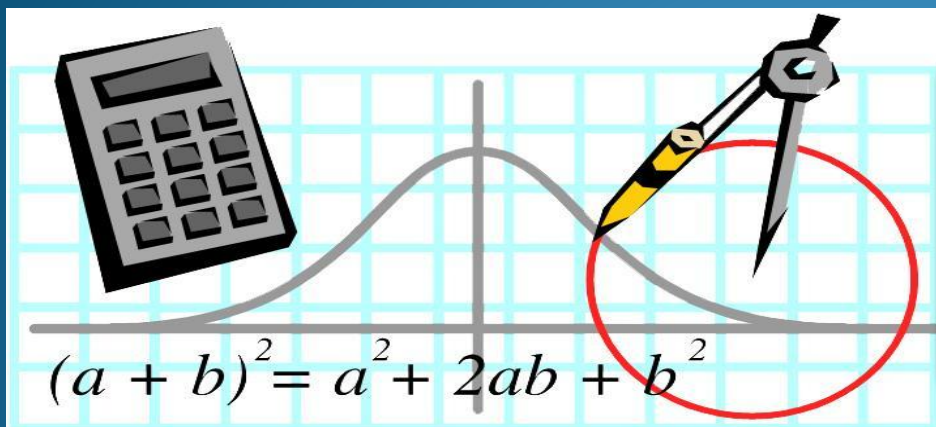 (a + b)² = a² + 2ab + b²